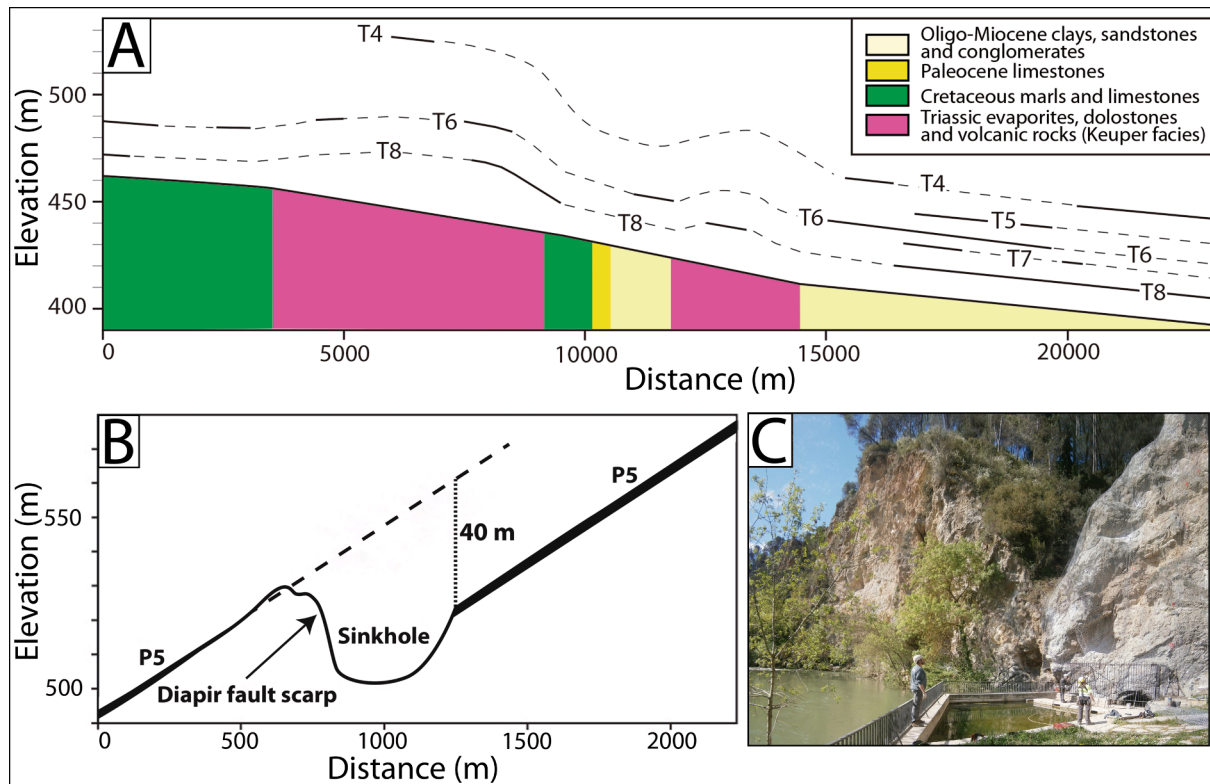 A
T4
Oligo-Miocene clays, sandstones
and conglomerates
Paleocene limestones
Cretaceous marls and limestones
Triassic evaporites, dolostones
and volcanic rocks (Keuper facies)
500
T6
T8
450
T8
T6
T4
T5
T7
T6
T8
400
Elevation (m)
0
5000
10000
15000
20000
Distance (m)
B
P5
550
40 m
Sinkhole
P5
500
Diapir fault scarp
Elevation (m)
0
500
1000
1500
2000
Distance (m)
C